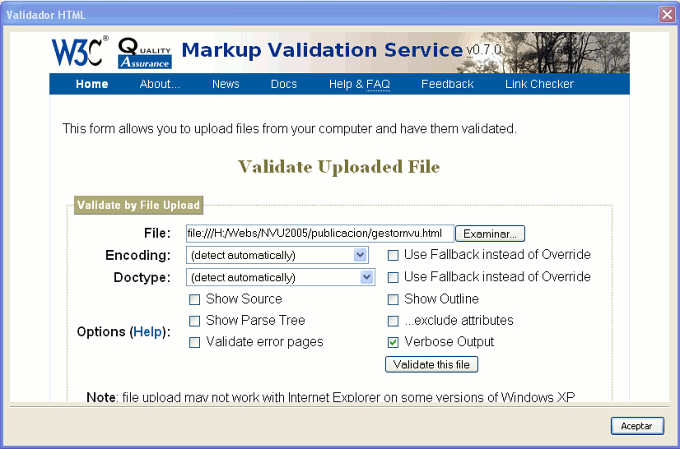 Validador HTML
W3C® QUALITY ASSURANCE Markup Validation Service v0.7.0
Home About... News Docs Help & FAQ Feedback Link Checker
This form allows you to upload files from your computer and have them validated.
Validate Uploaded File
Validate by File Upload
File: file:///H:/Webs/NVU2005/publicacion/gestornvu.html Examinar...
Encoding: (detect automatically) Use Fallback instead of Override
Doctype: (detect automatically) Use Fallback instead of Override
Show Source Show Outline
Show Parse Tree ...exclude attributes
Options (Help):
Validate error pages Verbose Output
Validate this file
Note: file upload may not work with Internet Explorer on some versions of Windows XP
Aceptar